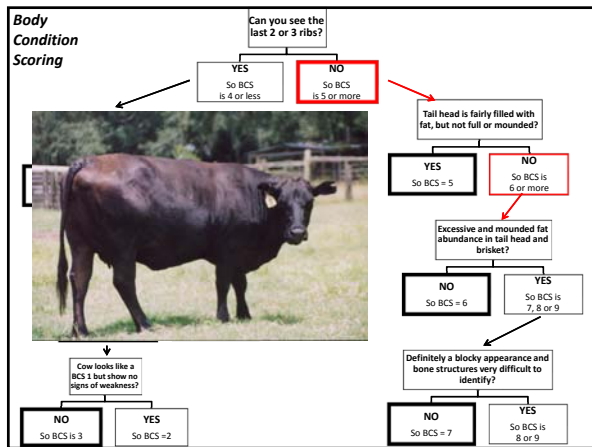 Body
Condition
Scoring
Can you see the
last 2 or 3 ribs?
YES
So BCS
is 4 or less
NO
So BCS
is 5 or more
Tail head is fairly filled with
fat, but not full or mounded?
YES
So BCS = 5
NO
So BCS is
6 or more
Excessive and mounded fat
abundance in tail head and
brisket?
NO
So BCS = 6
YES
So BCS is
7, 8 or 9
Cow looks like a
BCS 1 but show no
signs of weakness?
NO
So BCS is 3
YES
So BCS =2
Definitely a blocky appearance and
bone structures very difficult to
identify?
NO
So BCS = 7
YES
So BCS is
8 or 9